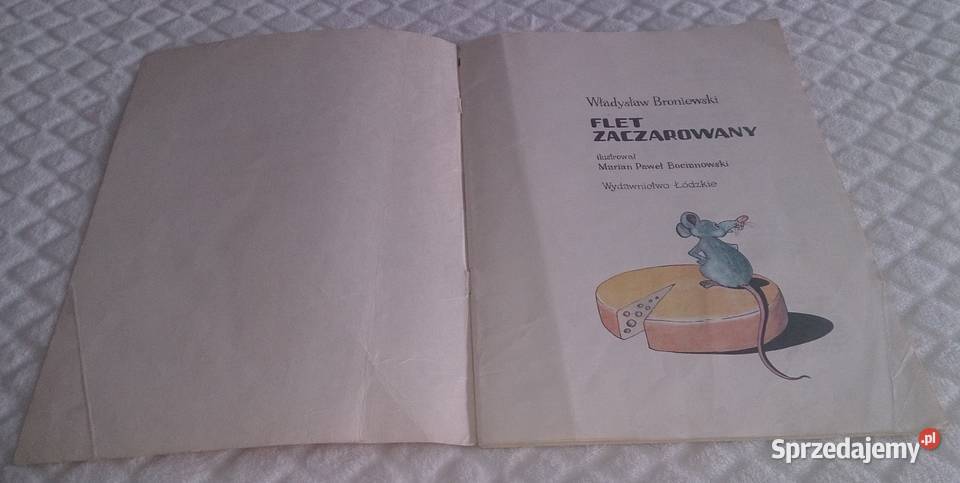 Władysław Broniewski
FLET
ZACZAROWANY
ilustrował
Marian Paweł Bocianowski
Wydawnictwo Łódzkie
Sprzedajemy.pl